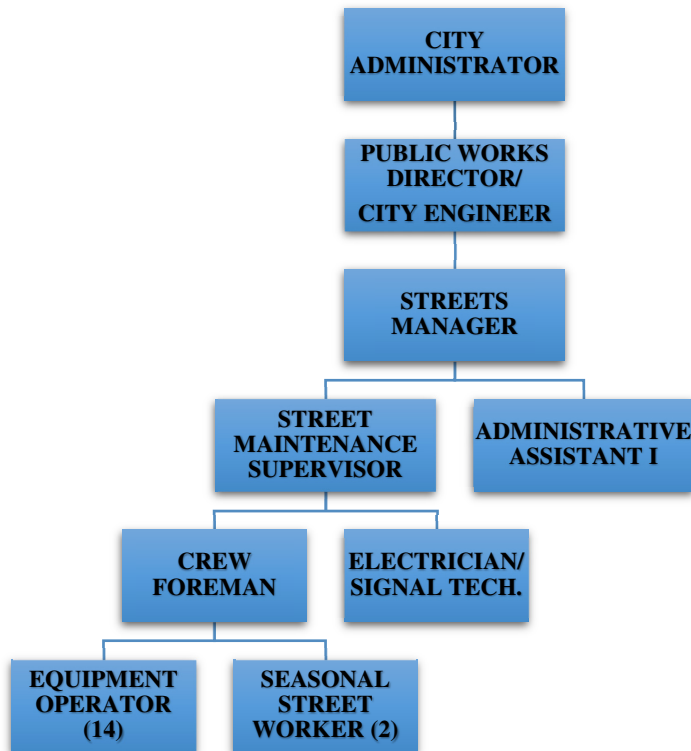 CITY
ADMINISTRATOR
PUBLIC WORKS
DIRECTOR/
CITY ENGINEER
STREETS
MANAGER
STREET
MAINTENANCE
SUPERVISOR
ADMINISTRATIVE
ASSISTANT I
CREW
FOREMAN
ELECTRICIAN/
SIGNAL TECH.
EQUIPMENT
OPERATOR
(14)
SEASONAL
STREET
WORKER (2)